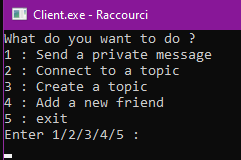 Client.exe - Raccourci
What do you want to do ?
1 : Send a private message
2 : Connect to a topic
3 : Create a topic
4 : Add a new friend
5 : exit
Enter 1/2/3/4/5 :